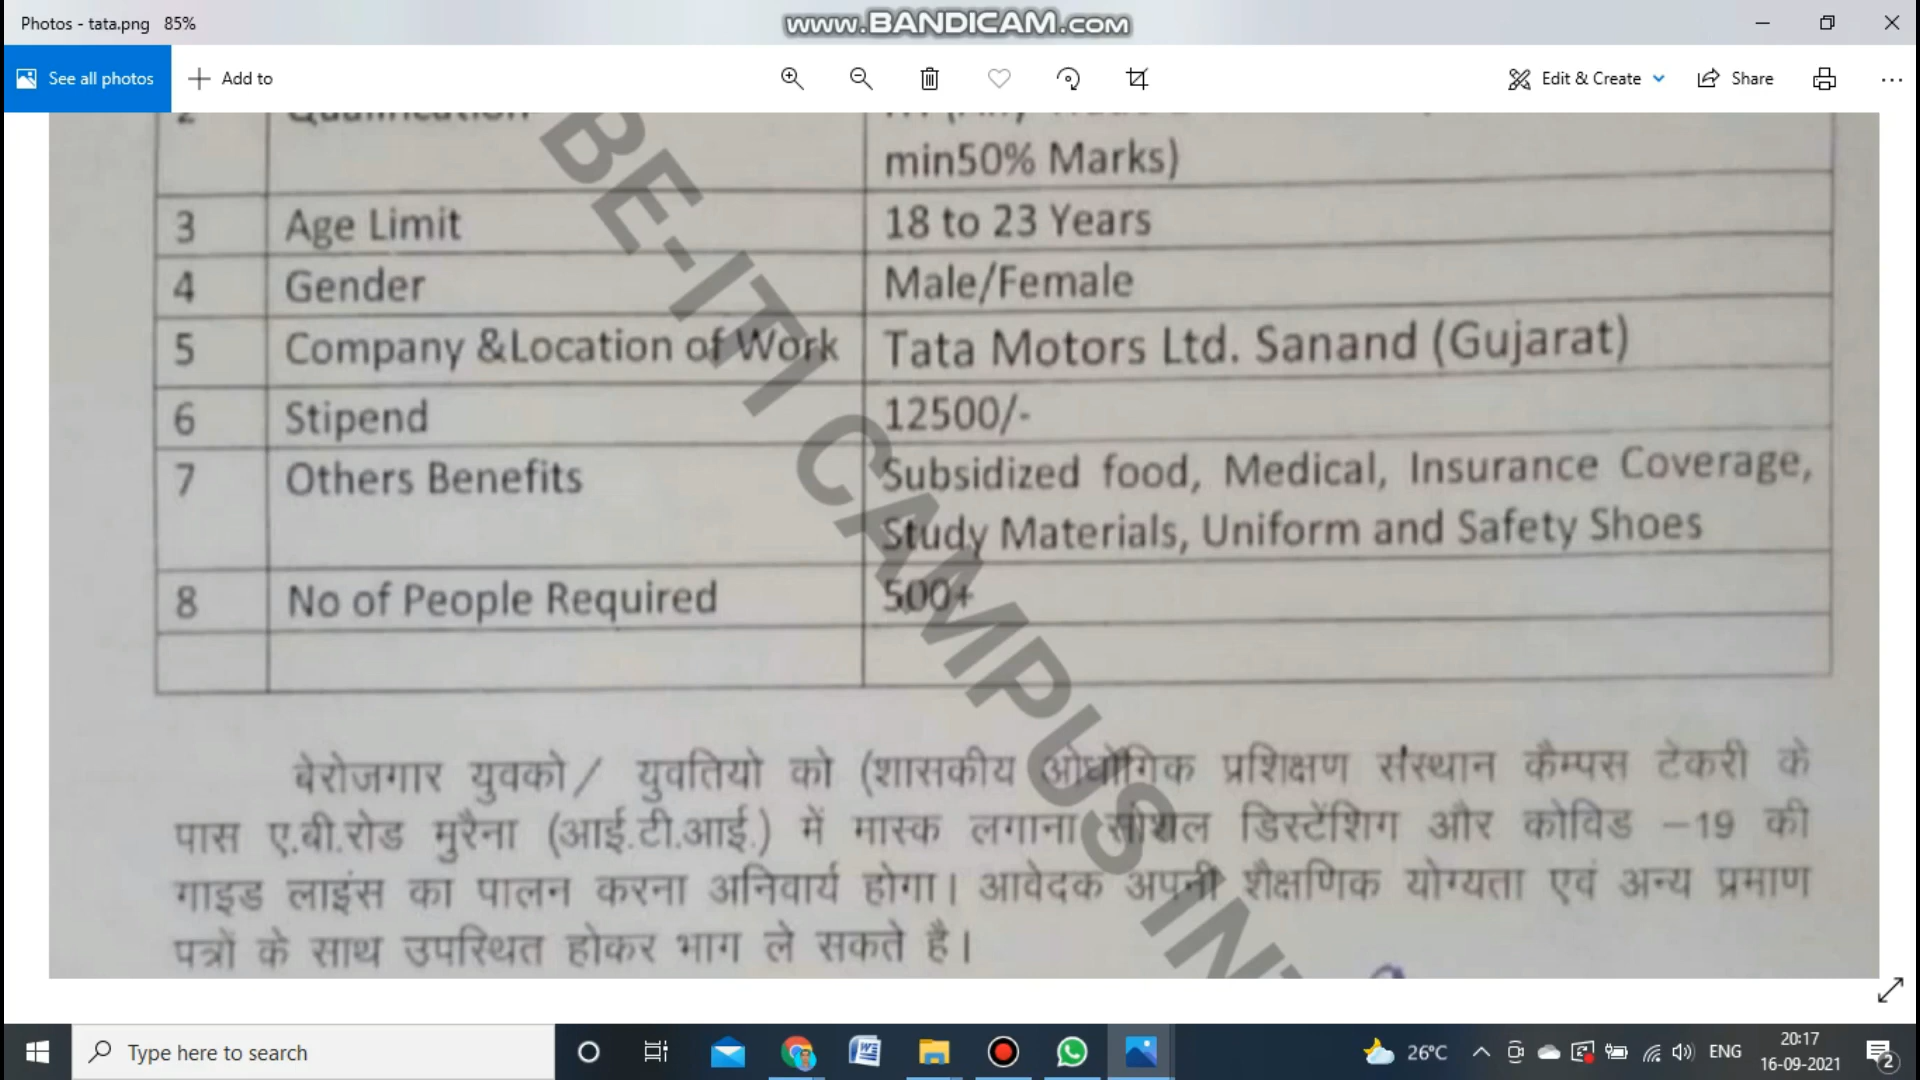 Photos - tata.png 85%
www.BANDICAM.com
See all photos
Add to
Edit & Create
Share
2 Qualification
min50% Marks)
3 Age Limit 18 to 23 Years
4 Gender Male/Female
5 Company &Location of Work Tata Motors Ltd. Sanand (Gujarat)
6 Stipend 12500/-
7 Others Benefits Subsidized food, Medical, Insurance Coverage,
Study Materials, Uniform and Safety Shoes
8 No of People Required 500+
BE-ITI CAMPUS
बेरोजगार युवको/ युवतियो को (शासकीय ओधोगिक प्रशिक्षण संस्थान कैम्पस टेकरी के
पास ए.बी.रोड मुरैना (आई.टी.आई.) में मास्क लगाना सोशल डिस्टेंशिग और कोविड –19 की
गाइड लाइंस का पालन करना अनिवार्य होगा। आवेदक अपनी शैक्षणिक योग्यता एवं अन्य प्रमाण
पत्रों के साथ उपस्थित होकर भाग ले सकते है।
Type here to search
26°C
ENG
20:17
16-09-2021
2